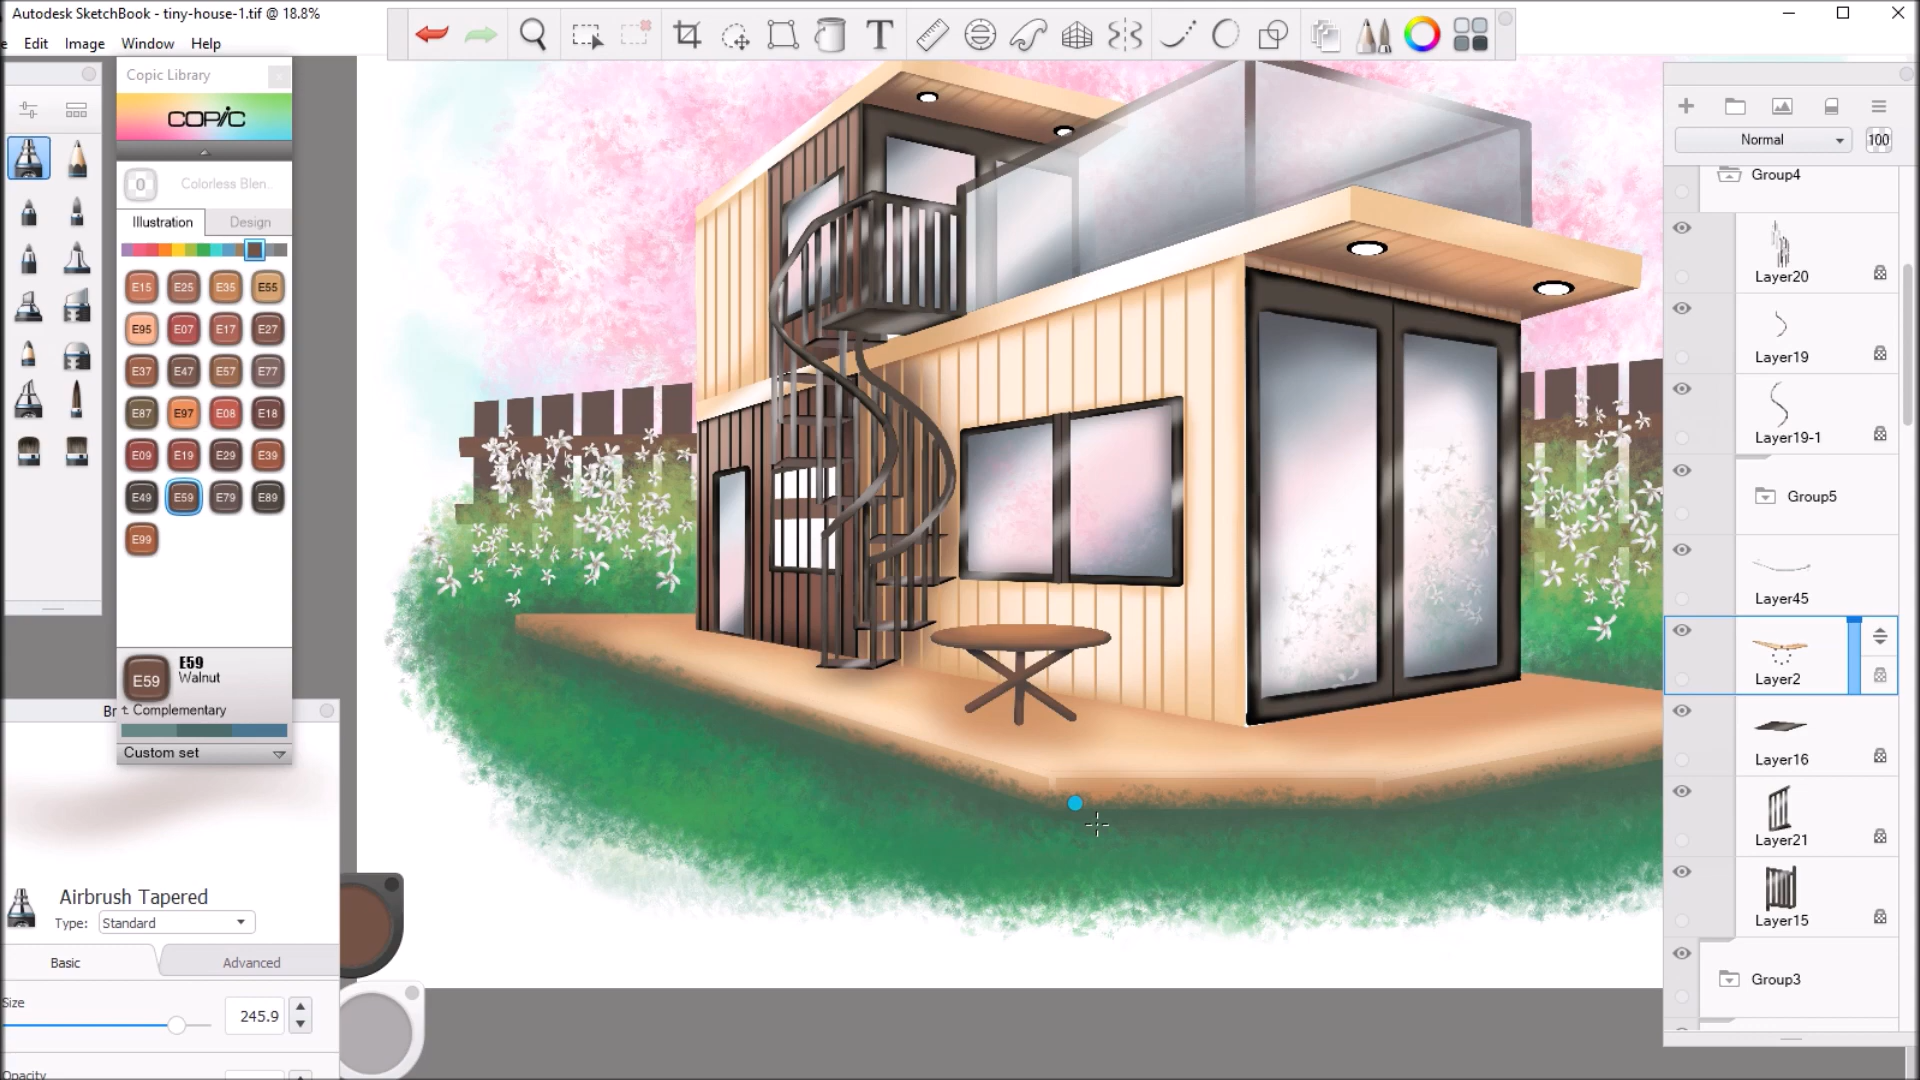 Autodesk SketchBook - tiny-house-1.tif @ 18.8%
Edit Image Window Help
Copic Library
COPIC
0 Colorless Blen..
Illustration Design
E15 E25 E35 E55
E95 E07 E17 E27
E37 E47 E57 E77
E87 E97 E08 E18
E09 E19 E29 E39
E49 E59 E79 E89
E99
E59
E59
Walnut
Complementary
Custom set
Br
Airbrush Tapered
Type: Standard
Basic Advanced
Size
245.9
Opacity
T
Normal 100
Group4
Layer20
Layer19
Layer19-1
Group5
Layer45
Layer2
Layer16
Layer21
Layer15
Group3